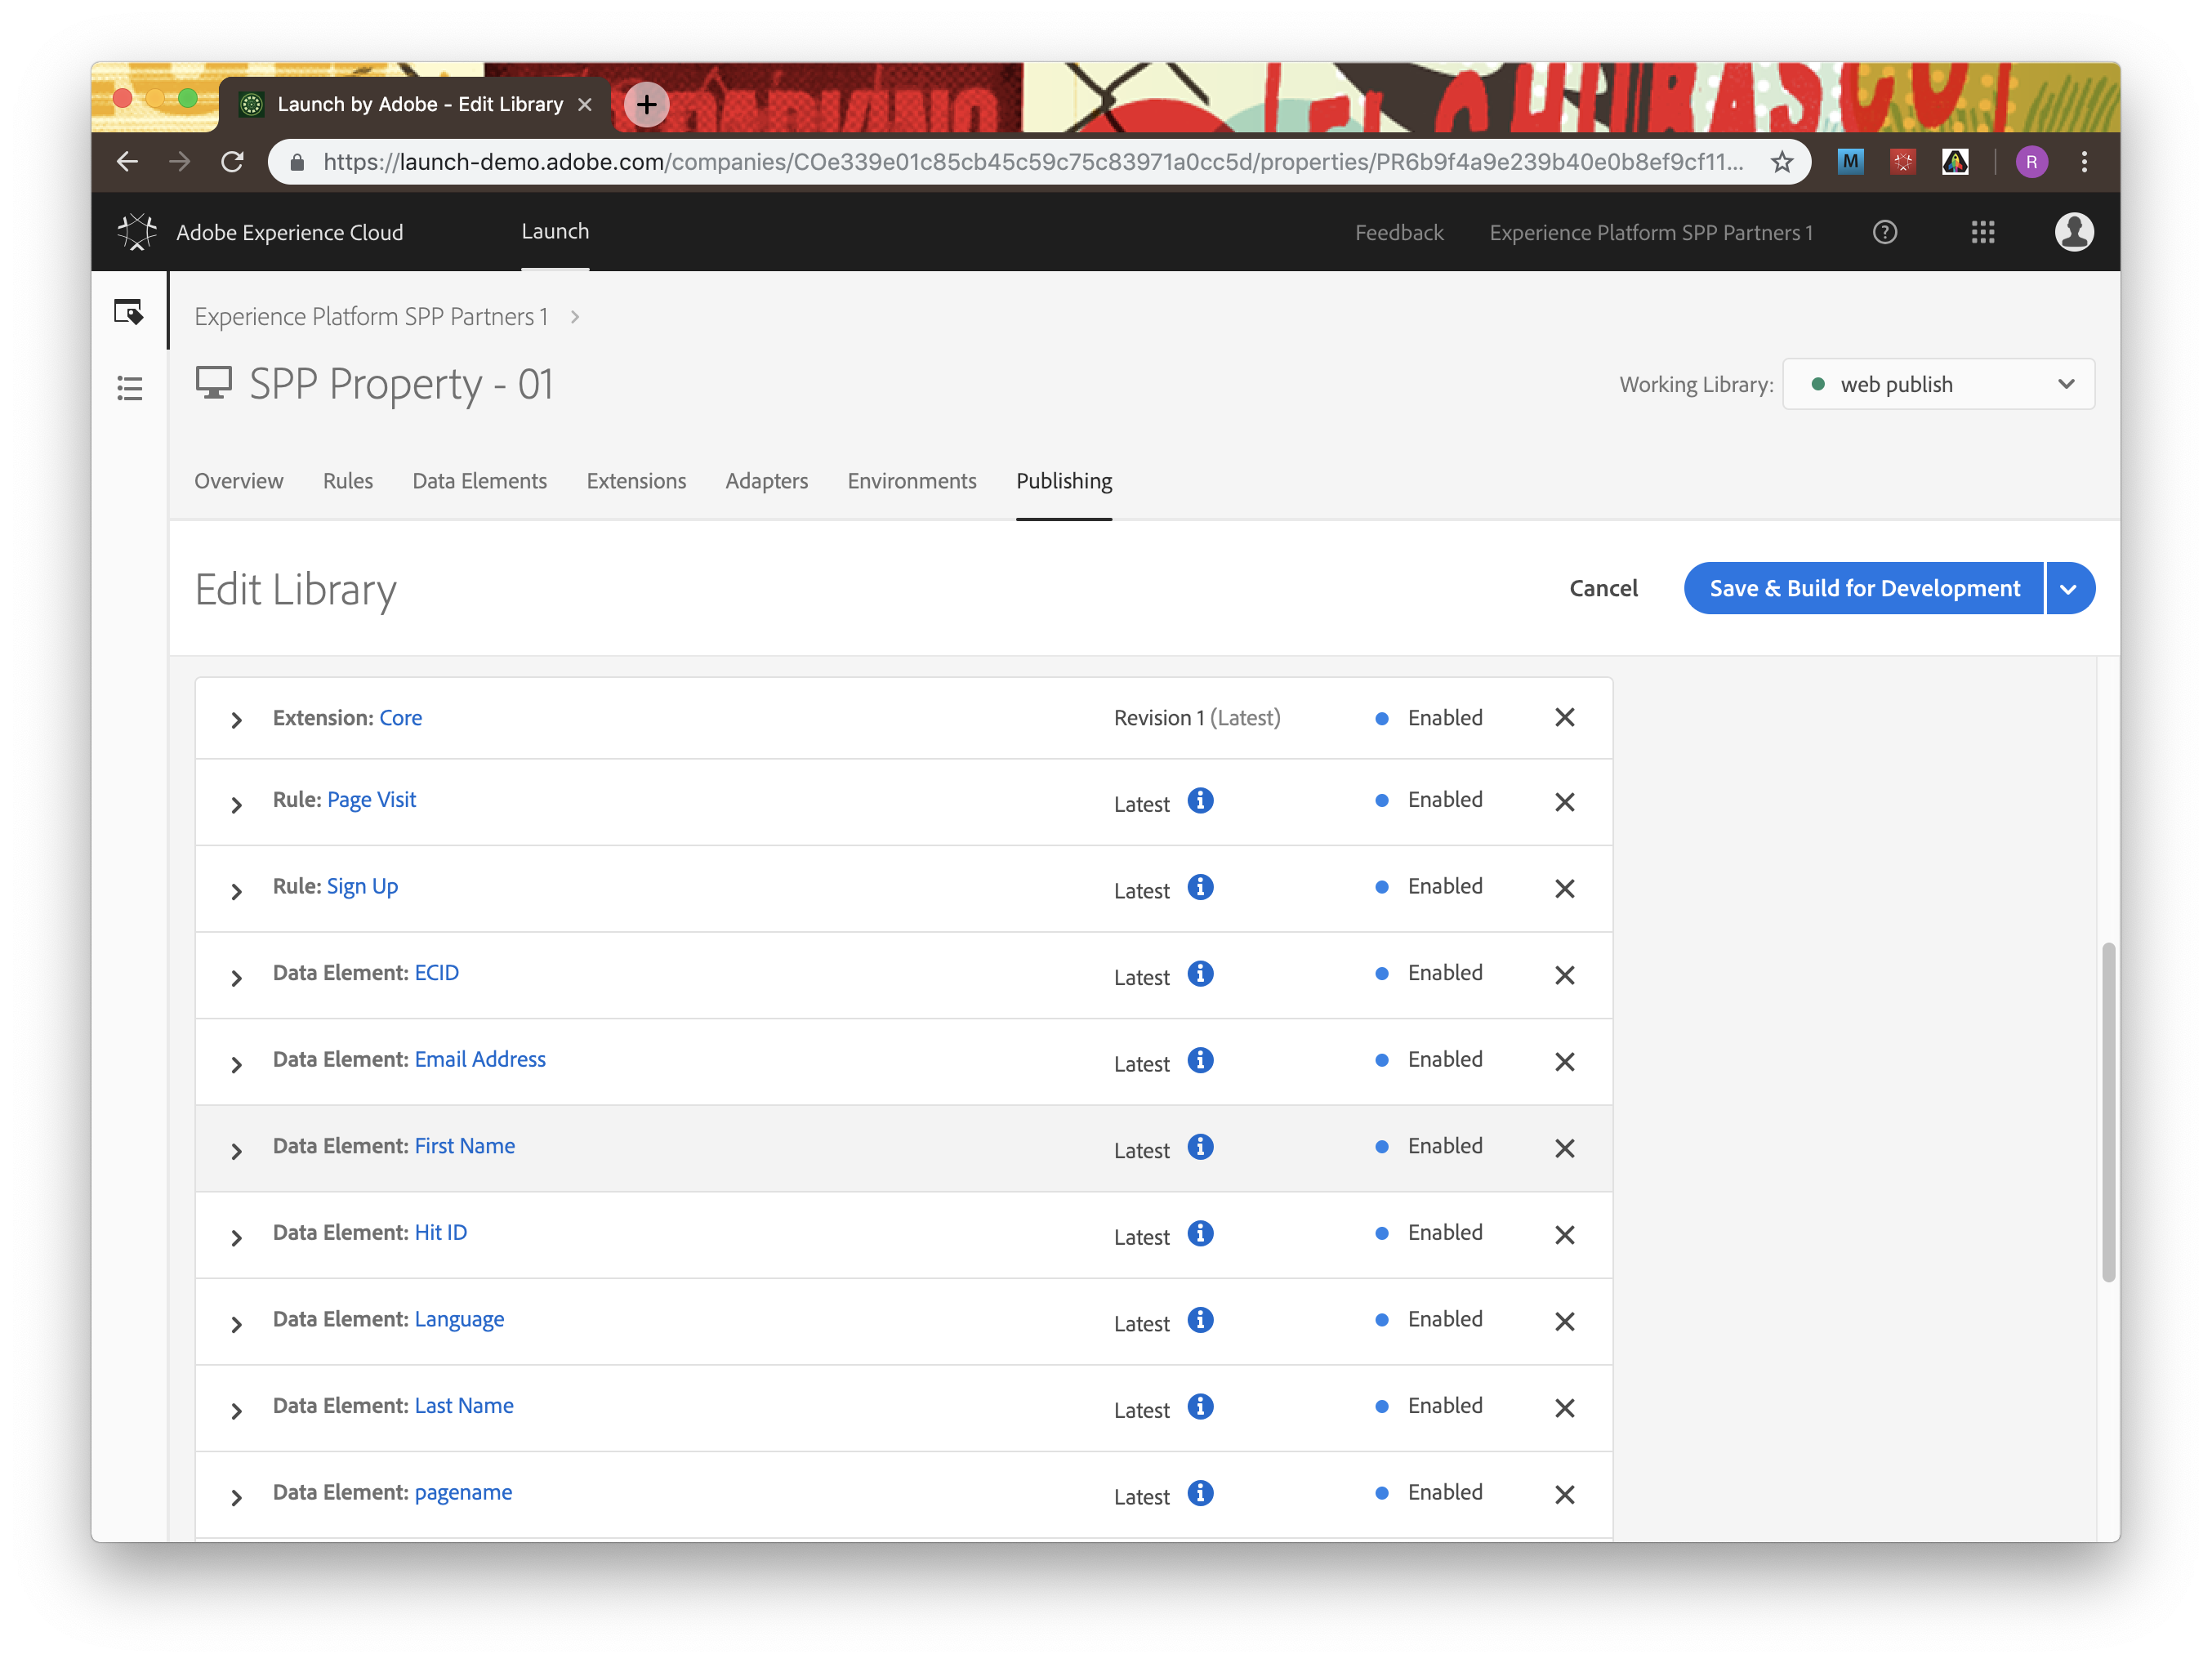 Launch by Adobe - Edit Library
https://launch-demo.adobe.com/companies/COe339e01c85cb45c59c75c83971a0cc5d/properties/PR6b9f4a9e239b40e0b8ef9cf11...
M
R
Adobe Experience Cloud
Launch
Feedback
Experience Platform SPP Partners 1
Experience Platform SPP Partners 1
SPP Property - 01
Working Library:
web publish
Overview
Rules
Data Elements
Extensions
Adapters
Environments
Publishing
Edit Library
Cancel
Save & Build for Development
Extension: Core Revision 1 (Latest) Enabled
Rule: Page Visit Latest Enabled
Rule: Sign Up Latest Enabled
Data Element: ECID Latest Enabled
Data Element: Email Address Latest Enabled
Data Element: First Name Latest Enabled
Data Element: Hit ID Latest Enabled
Data Element: Language Latest Enabled
Data Element: Last Name Latest Enabled
Data Element: pagename Latest Enabled